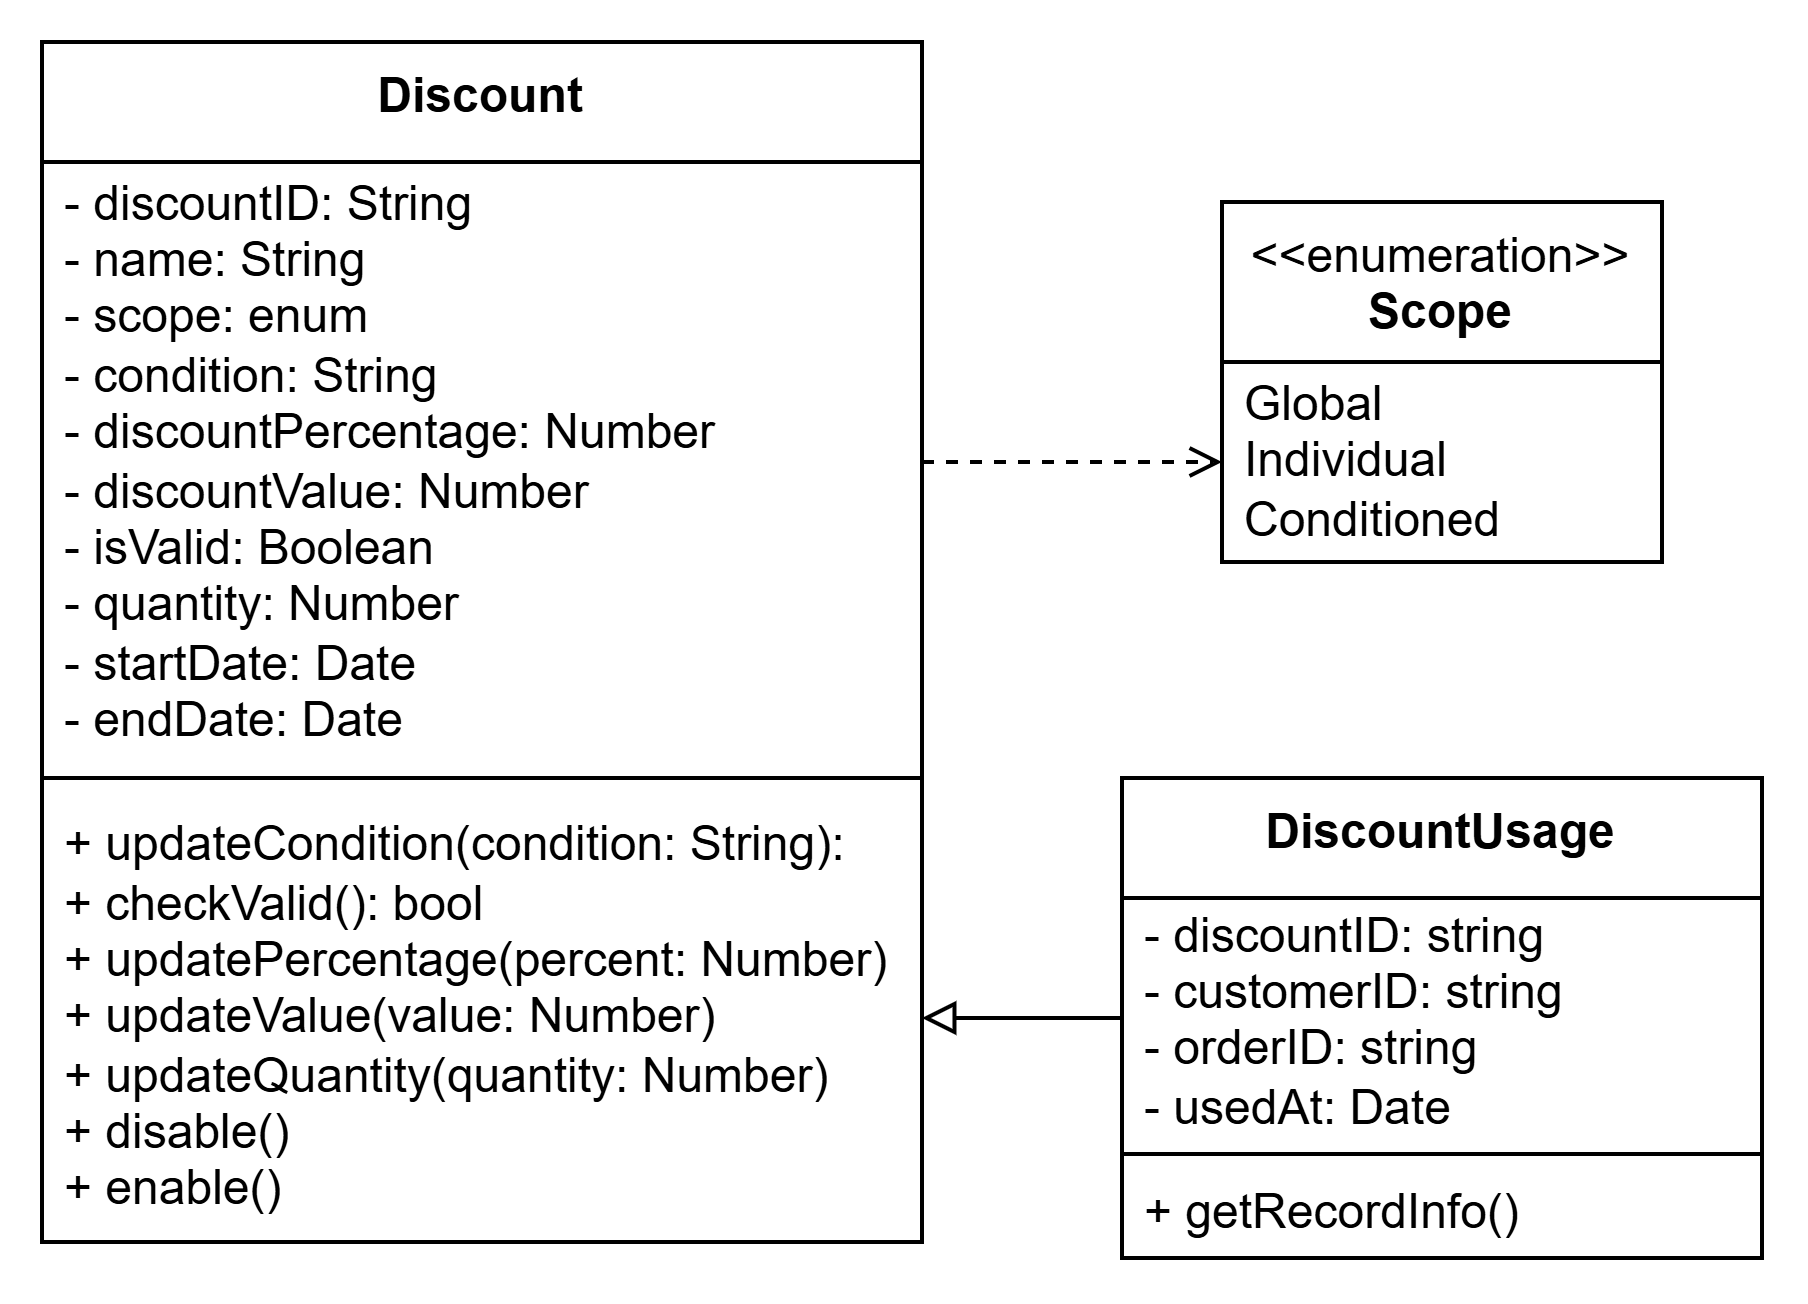 Discount
- discountID: String
- name: String
- scope: enum
- condition: String
- discountPercentage: Number
- discountValue: Number
- isValid: Boolean
- quantity: Number
- startDate: Date
- endDate: Date
+ updateCondition(condition: String):
+ checkValid(): bool
+ updatePercentage(percent: Number)
+ updateValue(value: Number)
+ updateQuantity(quantity: Number)
+ disable()
+ enable()
<<enumeration>>
Scope
Global
Individual
Conditioned
DiscountUsage
- discountID: string
- customerID: string
- orderID: string
- usedAt: Date
+ getRecordInfo()